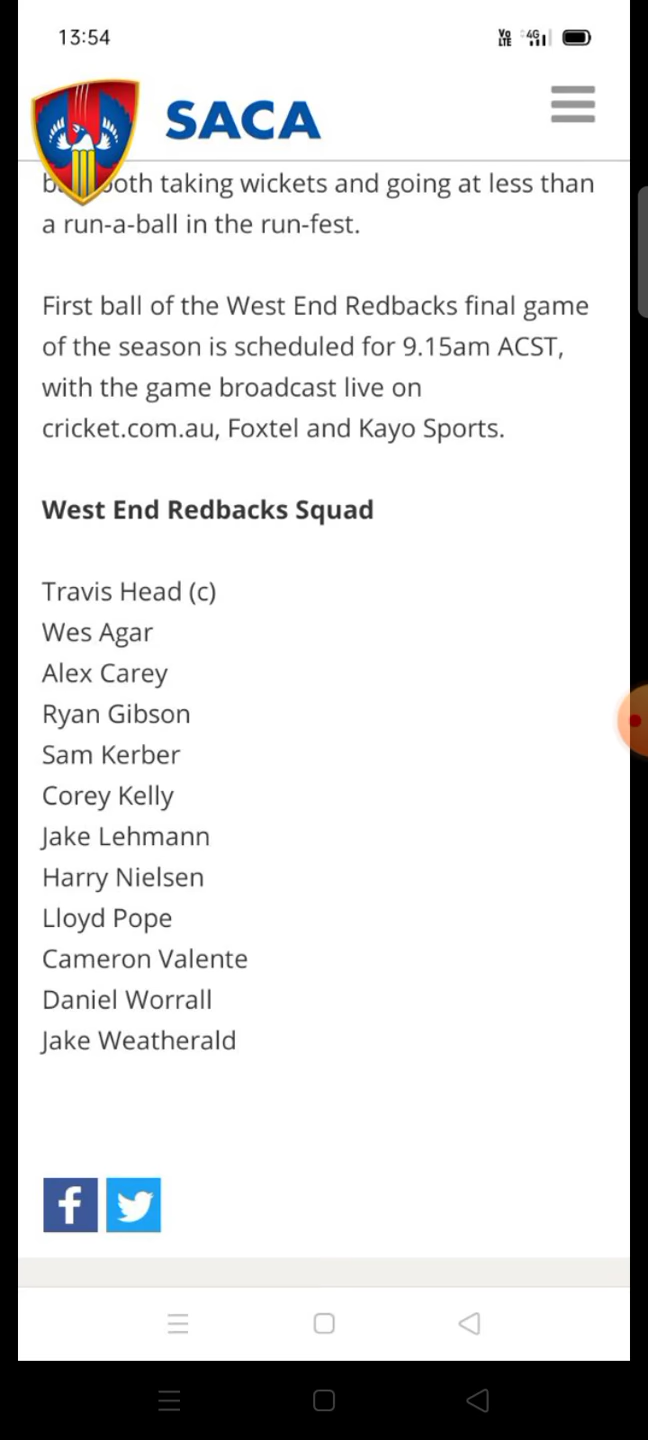 13:54
Vo LTE 4G
SACA
both taking wickets and going at less than
a run-a-ball in the run-fest.
First ball of the West End Redbacks final game
of the season is scheduled for 9.15am ACST,
with the game broadcast live on
cricket.com.au, Foxtel and Kayo Sports.
West End Redbacks Squad
Travis Head (c)
Wes Agar
Alex Carey
Ryan Gibson
Sam Kerber
Corey Kelly
Jake Lehmann
Harry Nielsen
Lloyd Pope
Cameron Valente
Daniel Worrall
Jake Weatherald